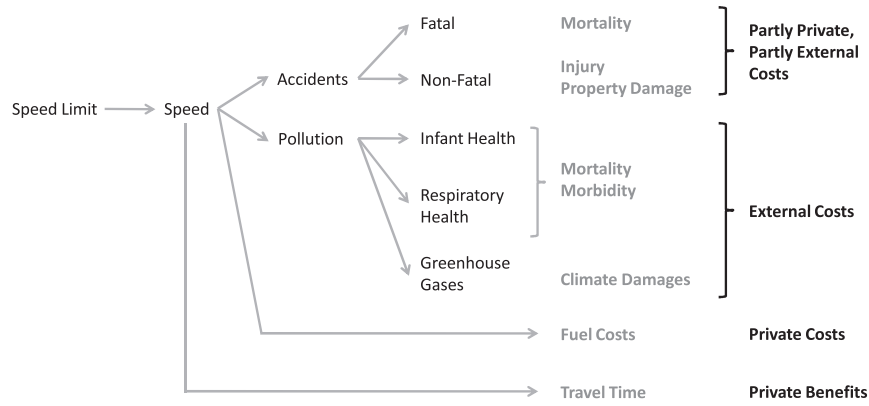 Fatal
Mortality
Partly Private,
Partly External
Costs
Accidents
Non-Fatal
Injury
Property Damage
Speed Limit
Speed
Pollution
Infant Health
Mortality
Morbidity
Respiratory
Health
External Costs
Greenhouse
Gases
Climate Damages
Fuel Costs
Private Costs
Travel Time
Private Benefits